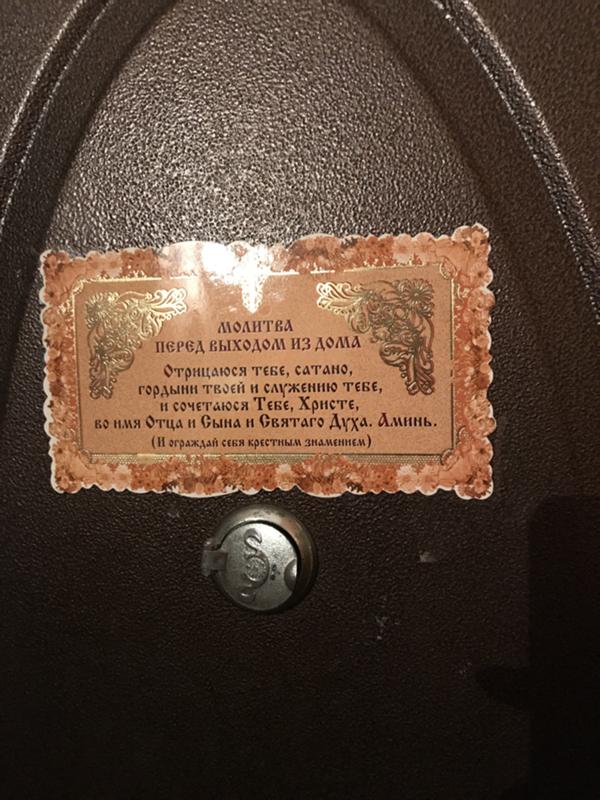 МОЛИТВА
ПЕРЕД ВЫХОДОМ ИЗ ДОМА
Отрицаюся тебе, сатано,
гордыни твоей и служению тебе,
и сочетаюся Тебе, Христе,
во имя Отца и Сына и Святаго Духа. Аминь.
(И ограждай себя крестным знамением)